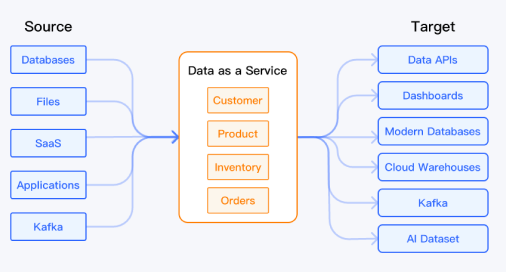 Source
Databases
Files
SaaS
Applications
Kafka
Data as a Service
Customer
Product
Inventory
Orders
Target
Data APIs
Dashboards
Modern Databases
Cloud Warehouses
Kafka
AI Dataset